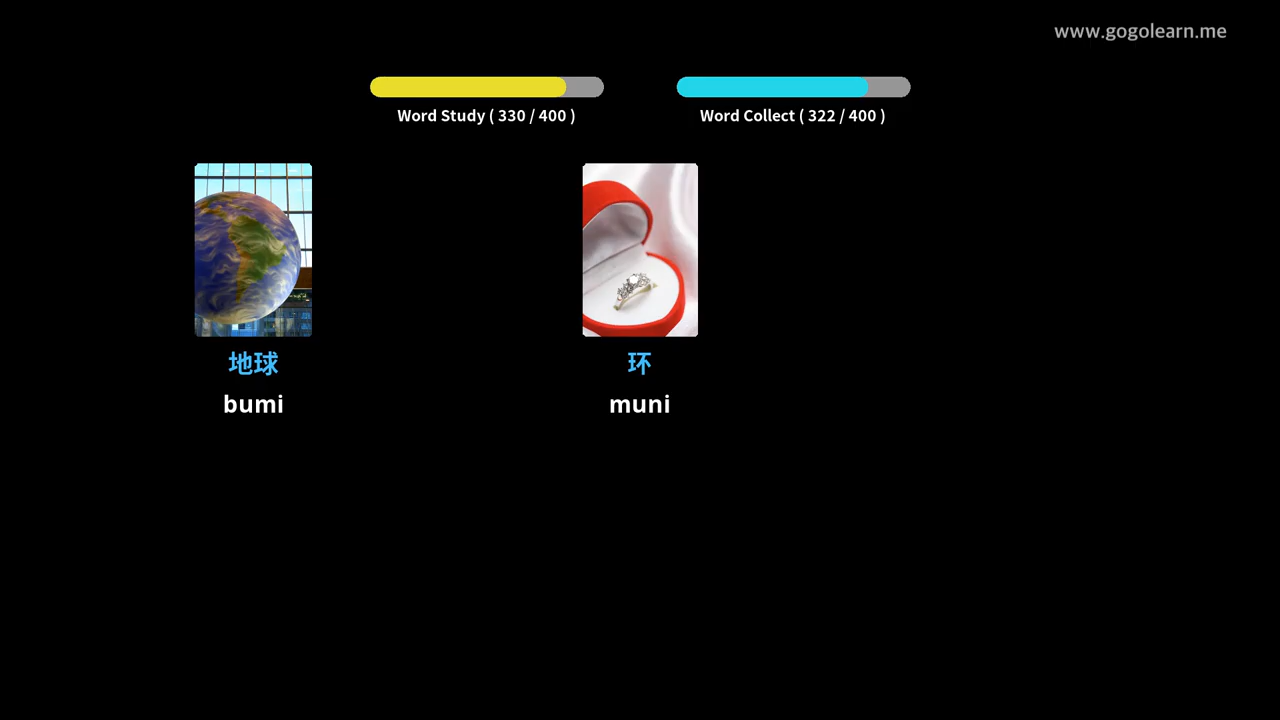 www.gogolearn.me
Word Study ( 330 / 400 )
Word Collect ( 322 / 400 )
地球
环
bumi
muni